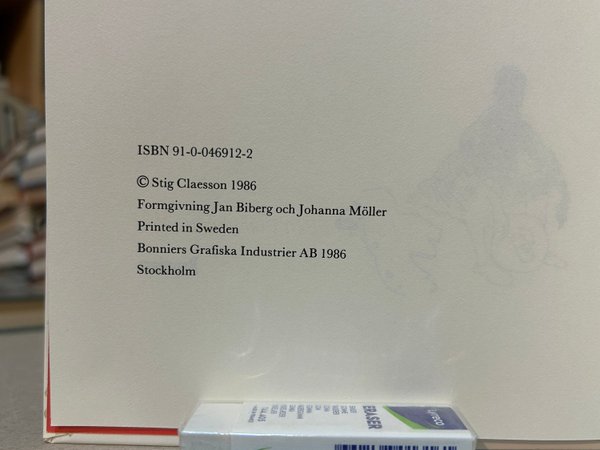 ISBN 91-0-046912-2
© Stig Claesson 1986
Formgivning Jan Biberg och Johanna Möller
Printed in Sweden
Bonniers Grafiska Industrier AB 1986
Stockholm
ERASER